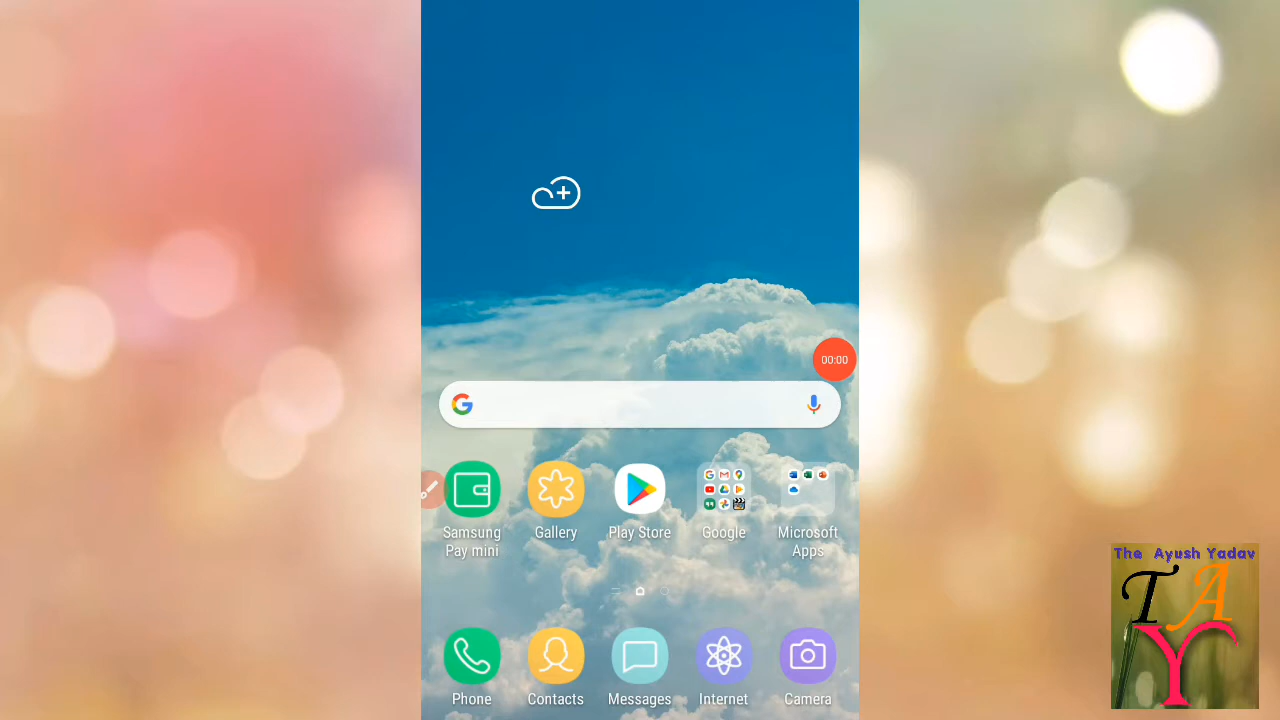 00:00
Samsung
Pay mini
Gallery
Play Store
Google
Microsoft
Apps
Phone
Contacts
Messages
Internet
Camera
The Ayush Yadav
T A
Y